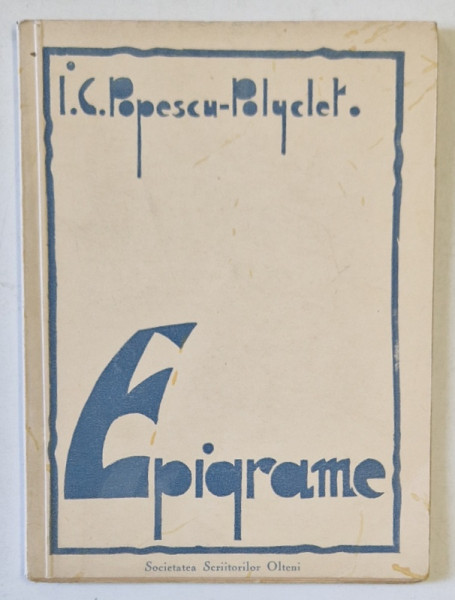 I. C. Popescu-Polyclet.
Epigrame
Societatea Scriitorilor Olteni